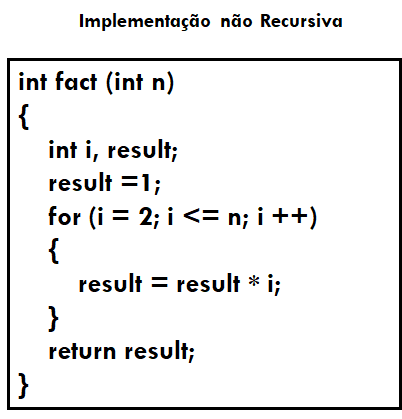 Implementação não Recursiva
int fact (int n)
{
int i, result;
result =1;
for (i = 2; i <= n; i ++)
{
result = result * i;
}
return result;
}